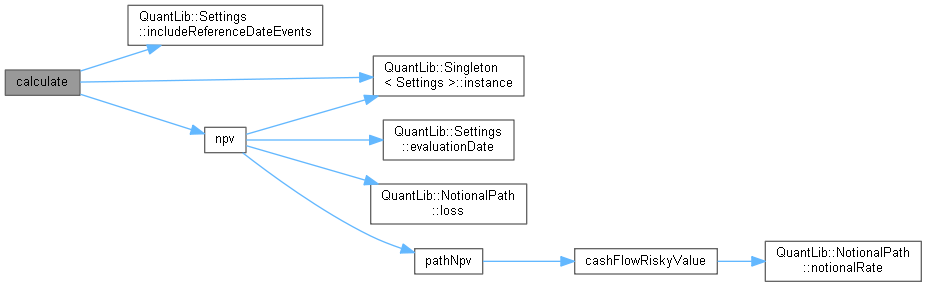 QuantLib::Settings
::includeReferenceDateEvents
calculate
QuantLib::Singleton
< Settings >::instance
npv
QuantLib::Settings
::evaluationDate
QuantLib::NotionalPath
::loss
pathNpv
cashFlowRiskyValue
QuantLib::NotionalPath
::notionalRate